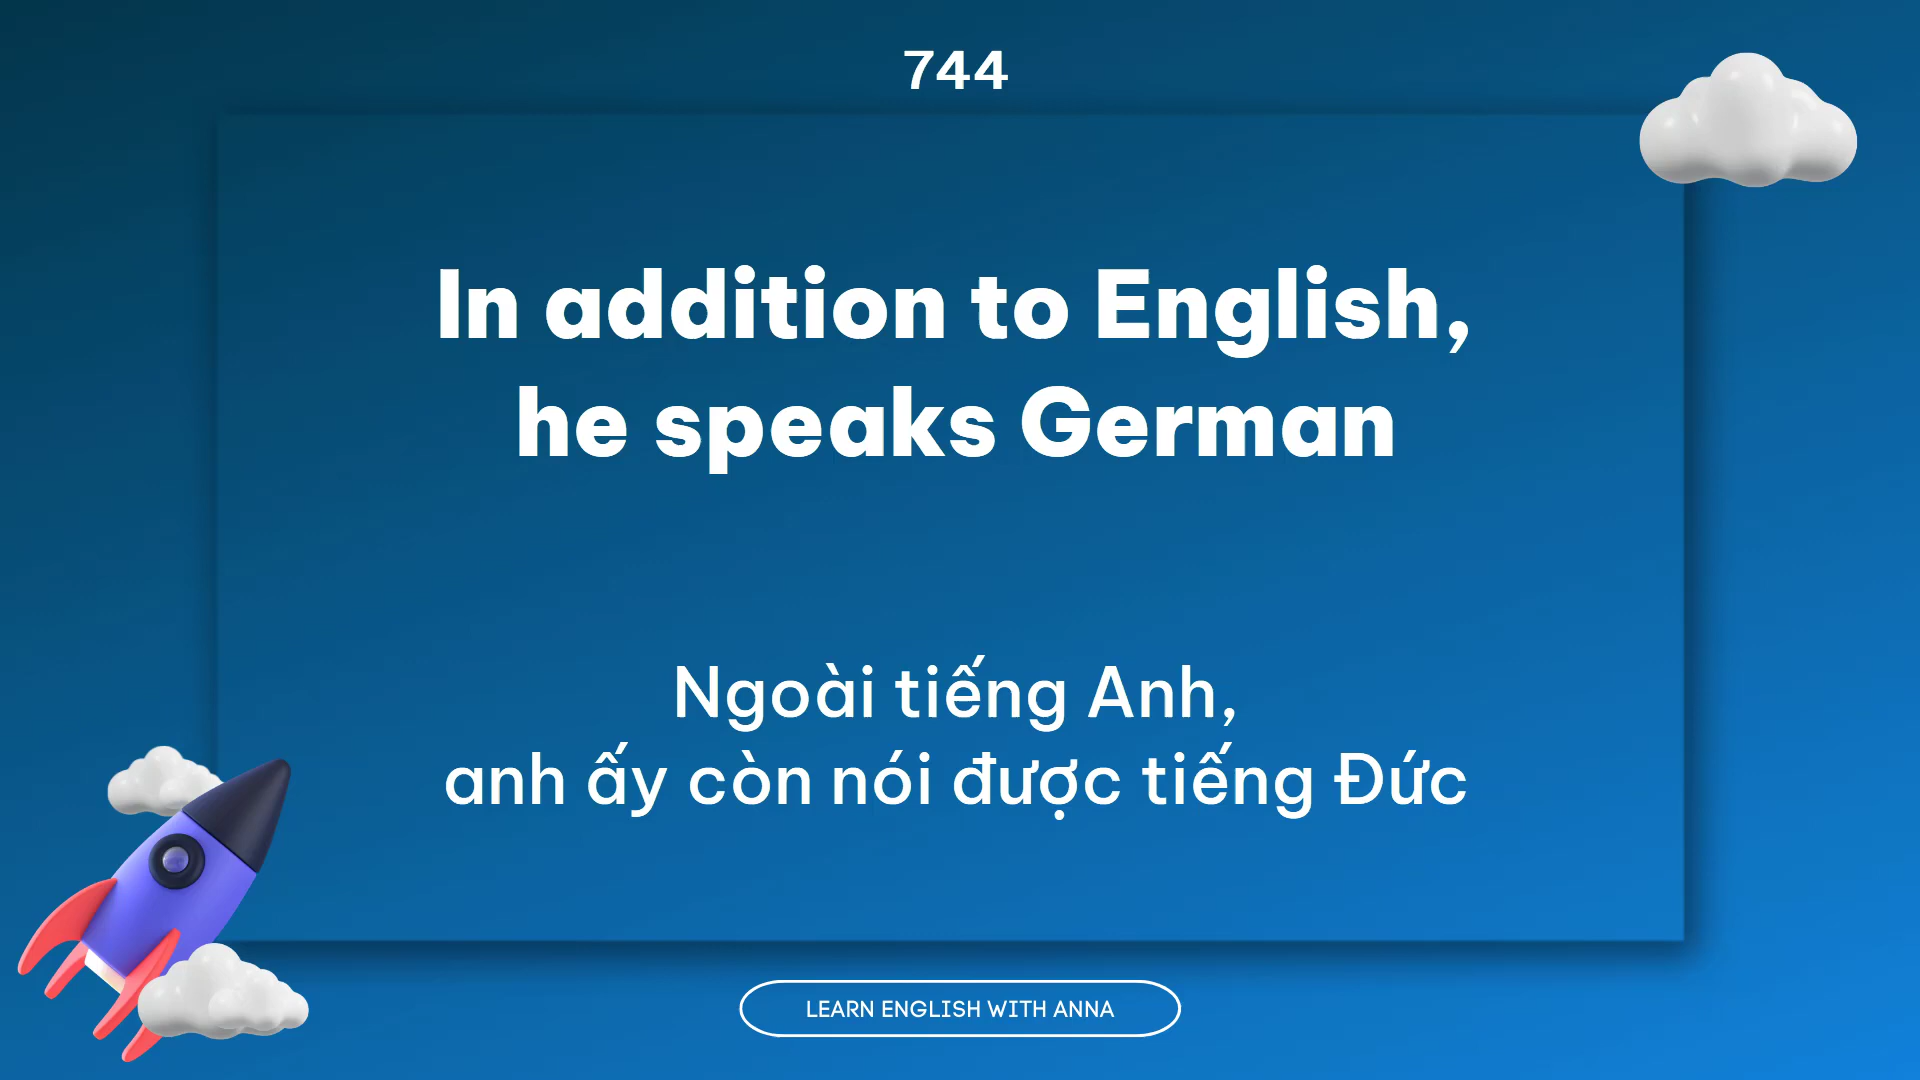 744
In addition to English,
he speaks German
Ngoài tiếng Anh,
anh ấy còn nói được tiếng Đức
LEARN ENGLISH WITH ANNA